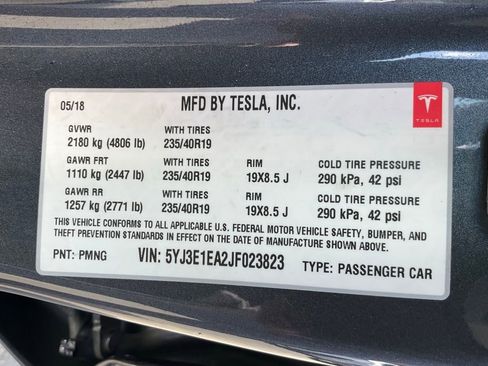 05/18 MFD BY TESLA, INC.
TESLA
GVWR WITH TIRES
2180 kg (4806 lb) 235/40R19
GAWR FRT WITH TIRES RIM COLD TIRE PRESSURE
1110 kg (2447 lb) 235/40R19 19X8.5 J 290 kPa, 42 psi
GAWR RR WITH TIRES RIM COLD TIRE PRESSURE
1257 kg (2771 lb) 235/40R19 19X8.5 J 290 kPa, 42 psi
THIS VEHICLE CONFORMS TO ALL APPLICABLE U.S. FEDERAL MOTOR VEHICLE SAFETY, BUMPER, AND
THEFT PREVENTION STANDARDS IN EFFECT ON THE DATE OF MANUFACTURE SHOWN ABOVE.
PNT: PMNG VIN: 5YJ3E1EA2JF023823 TYPE: PASSENGER CAR